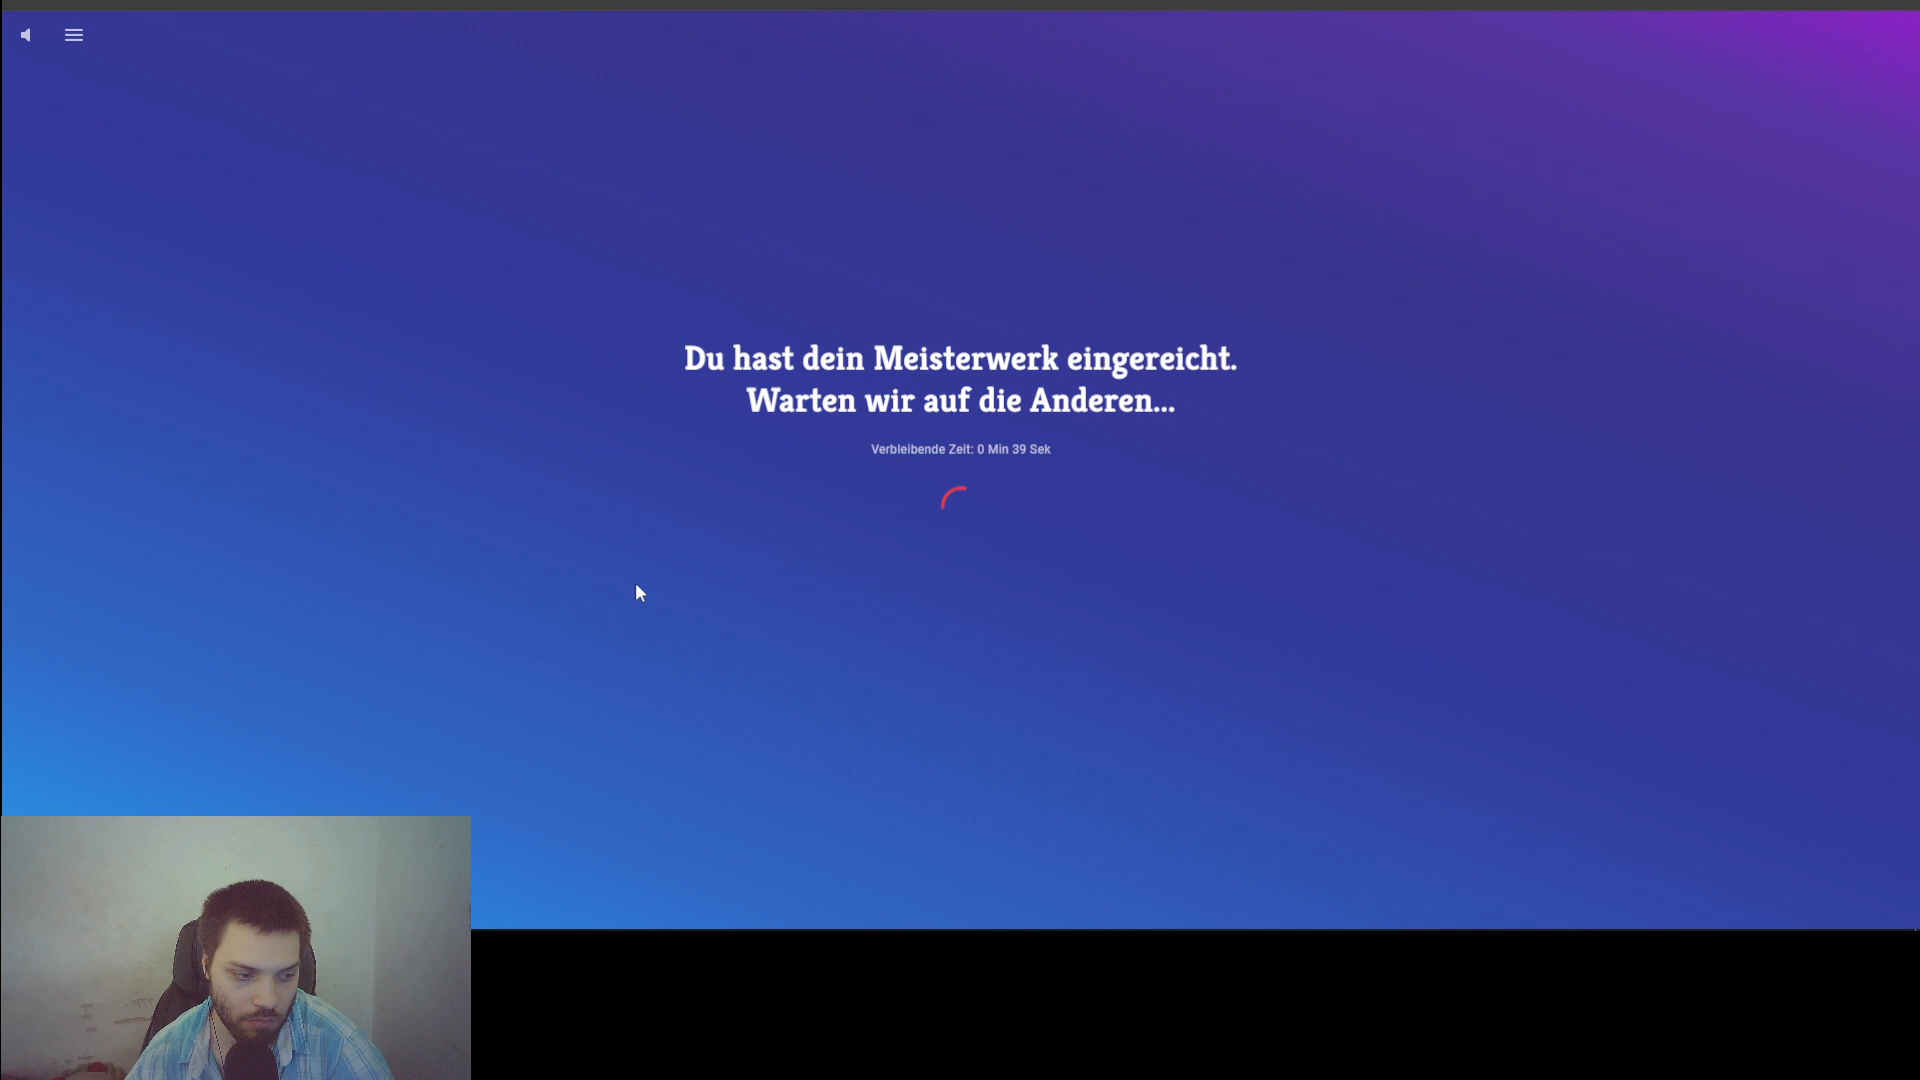 Du hast dein Meisterwerk eingereicht.
Warten wir auf die Anderen...
Verbleibende Zeit: 0 Min 39 Sek